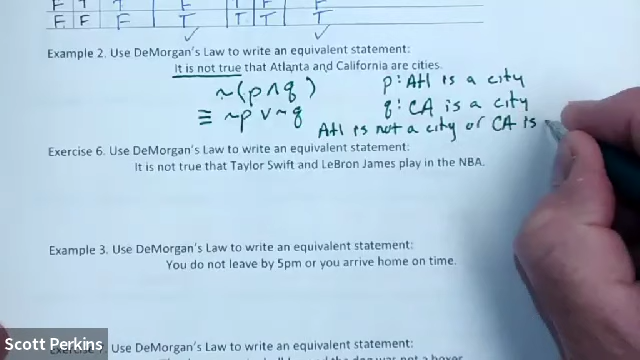 F F F F T T T
Example 2. Use DeMorgan's Law to write an equivalent statement:
It is not true that Atlanta and California are cities.
~(p ∧ q) p: Atl is a city
≡ ~p ∨ ~q q: CA is a city
Atl is not a city or CA is
Exercise 6. Use DeMorgan's Law to write an equivalent statement:
It is not true that Taylor Swift and LeBron James play in the NBA.
Example 3. Use DeMorgan's Law to write an equivalent statement:
You do not leave by 5pm or you arrive home on time.
Use DeMorgan's Law to write an equivalent statement:
Scott Perkins